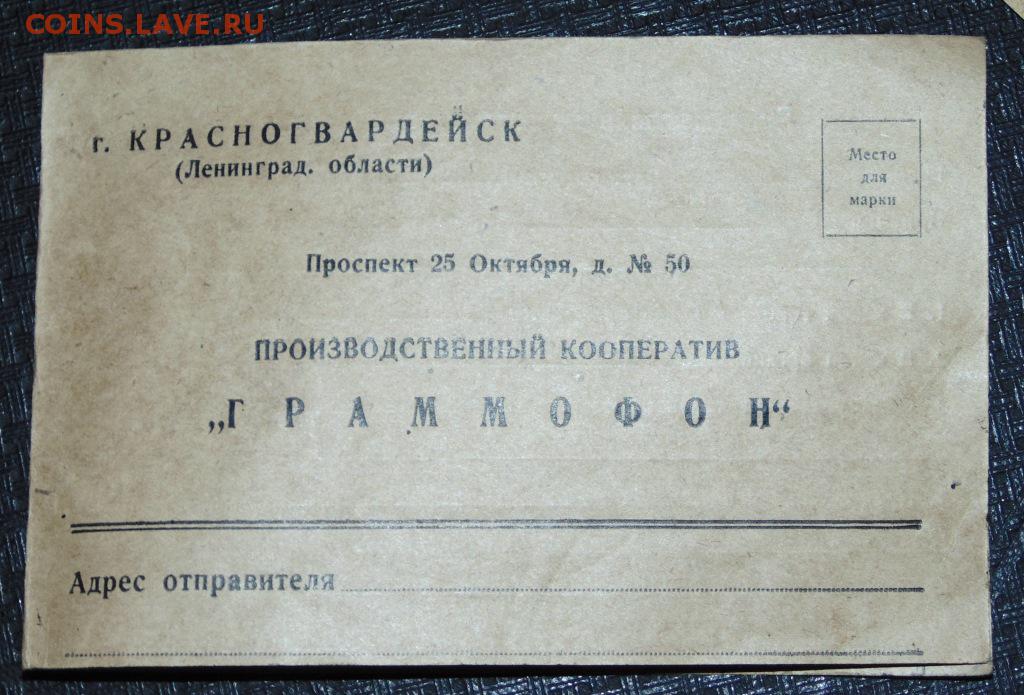 COINS.LAVE.RU
г. КРАСНОГВАРДЕЙСК
(Ленинград. области)
Место
для
марки
Проспект 25 Октября, д. № 50
ПРОИЗВОДСТВЕННЫЙ КООПЕРАТИВ
„ГРАММОФОН“
Адрес отправителя